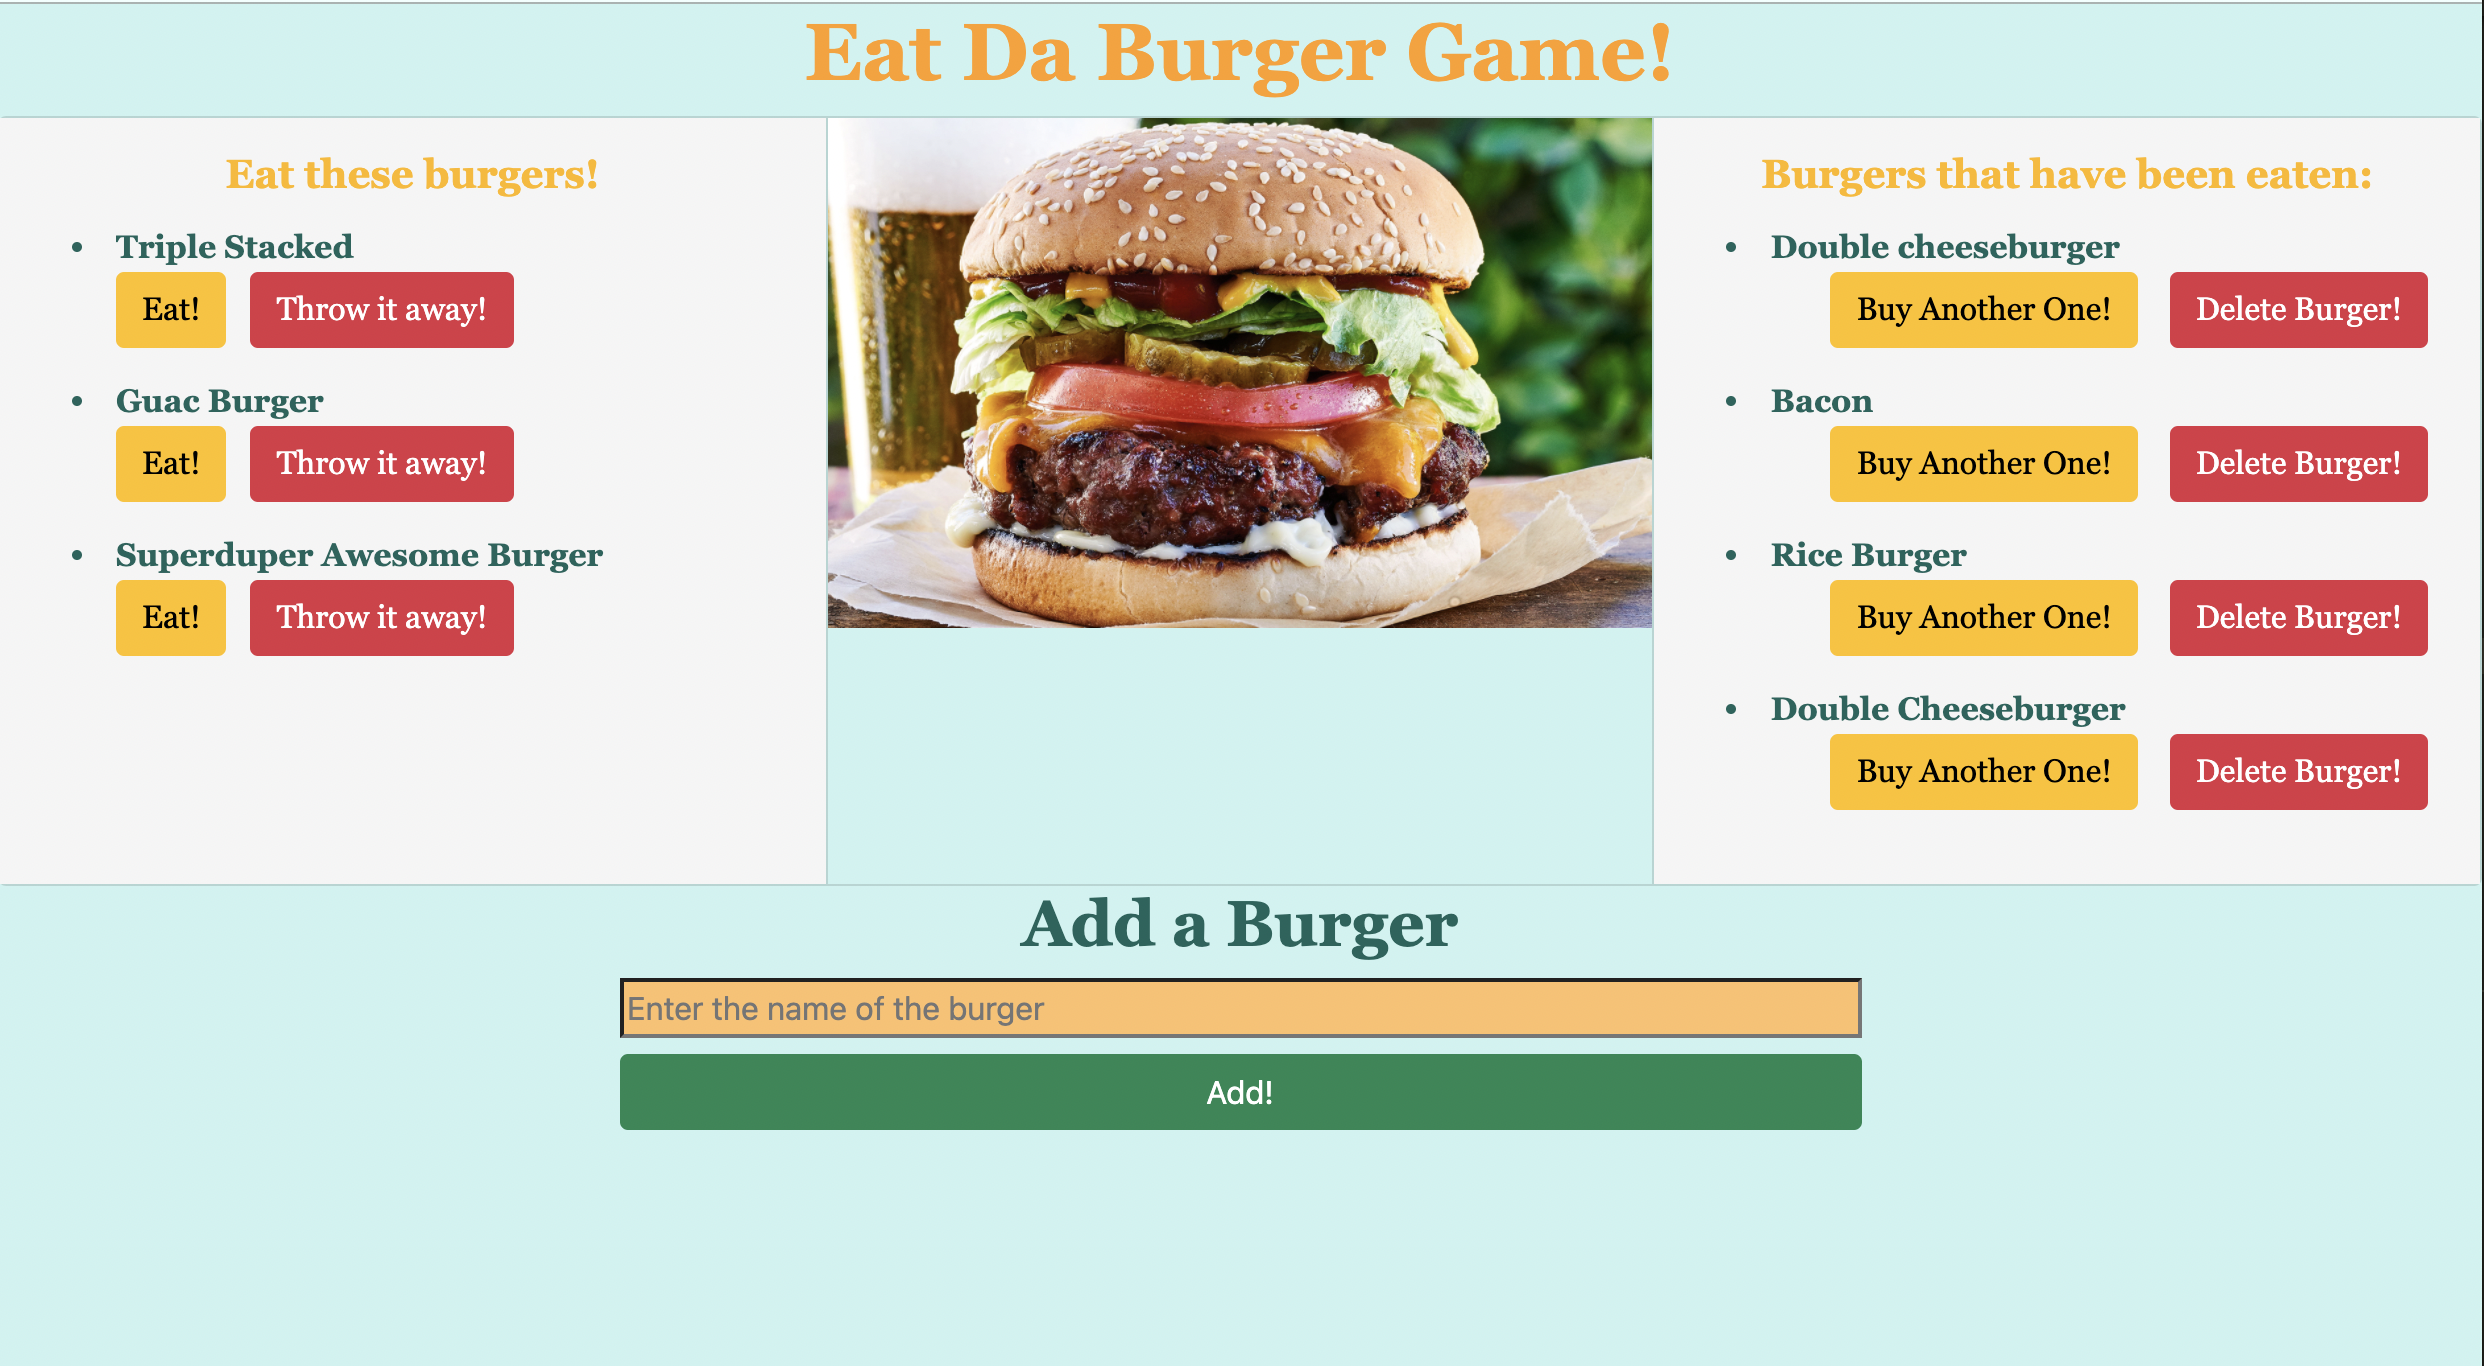 Eat Da Burger Game!
Eat these burgers!
Triple Stacked
Eat! Throw it away!
Guac Burger
Eat! Throw it away!
Superduper Awesome Burger
Eat! Throw it away!
Burgers that have been eaten:
Double cheeseburger
Buy Another One! Delete Burger!
Bacon
Buy Another One! Delete Burger!
Rice Burger
Buy Another One! Delete Burger!
Double Cheeseburger
Buy Another One! Delete Burger!
Add a Burger
Enter the name of the burger
Add!